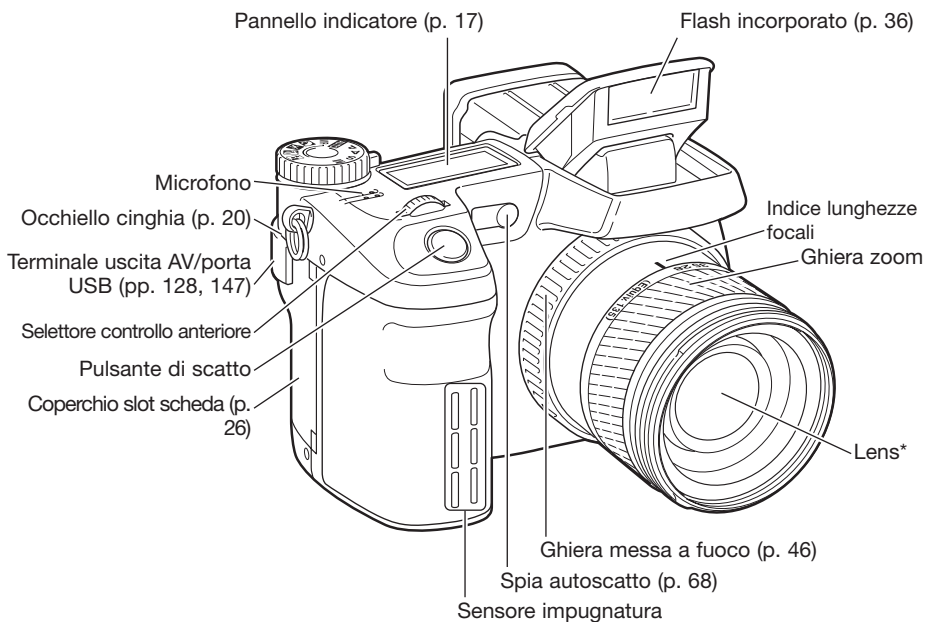 Pannello indicatore (p. 17)
Flash incorporato (p. 36)
Microfono
Occhiello cinghia (p. 20)
Terminale uscita AV/porta
USB (pp. 128, 147)
Selettore controllo anteriore
Pulsante di scatto
Coperchio slot scheda (p.
26)
Indice lunghezze
focali
Ghiera zoom
(Equiv. 135)
Lens*
Ghiera messa a fuoco (p. 46)
Spia autoscatto (p. 68)
Sensore impugnatura